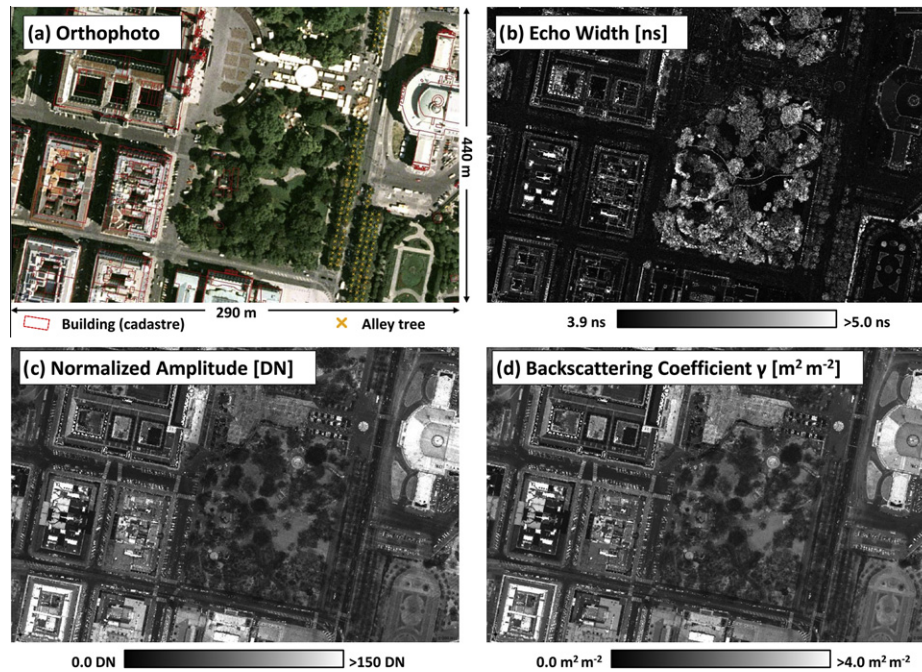 (a) Orthophoto
440 m
290 m
Building (cadastre)
Alley tree
(b) Echo Width [ns]
3.9 ns
>5.0 ns
(c) Normalized Amplitude [DN]
0.0 DN
>150 DN
(d) Backscattering Coefficient γ [m² m⁻²]
0.0 m² m⁻²
>4.0 m² m⁻²